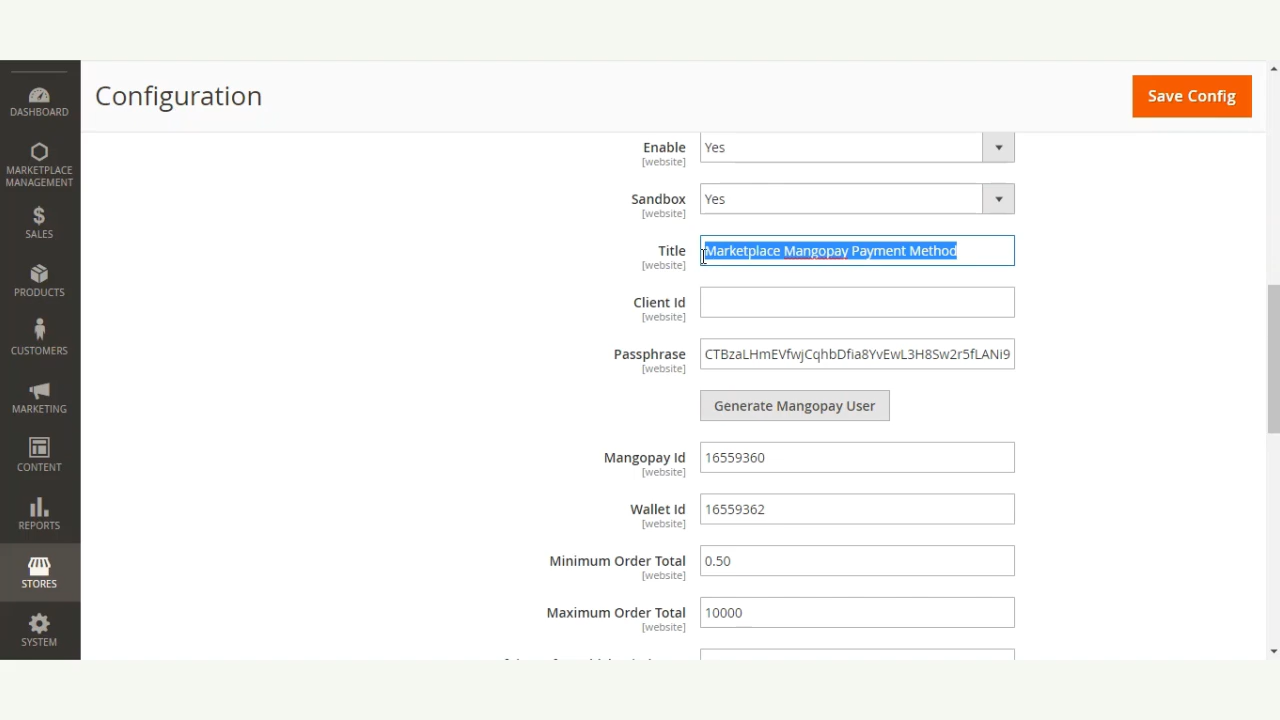 Configuration
Save Config
DASHBOARD
MARKETPLACE
MANAGEMENT
SALES
PRODUCTS
CUSTOMERS
MARKETING
CONTENT
REPORTS
STORES
SYSTEM
Enable
[website]
Yes
Sandbox
[website]
Yes
Title
[website]
Marketplace Mangopay Payment Method
Client Id
[website]
Passphrase
[website]
CTBzaLHmEVfwjCqhbDfia8YvEwL3H8Sw2r5fLANi9
Generate Mangopay User
Mangopay Id
[website]
16559360
Wallet Id
[website]
16559362
Minimum Order Total
[website]
0.50
Maximum Order Total
[website]
10000